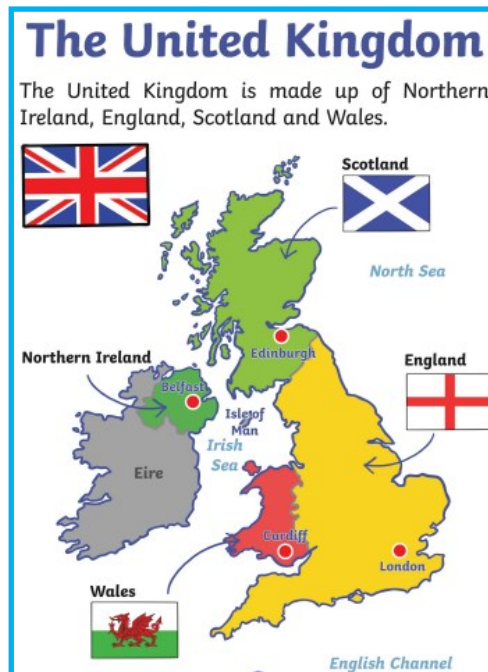 The United Kingdom
The United Kingdom is made up of Northern
Ireland, England, Scotland and Wales.
Scotland
North Sea
Edinburgh
Northern Ireland
England
Belfast
Isle of
Man
Irish
Sea
Eire
Cardiff
London
Wales
English Channel